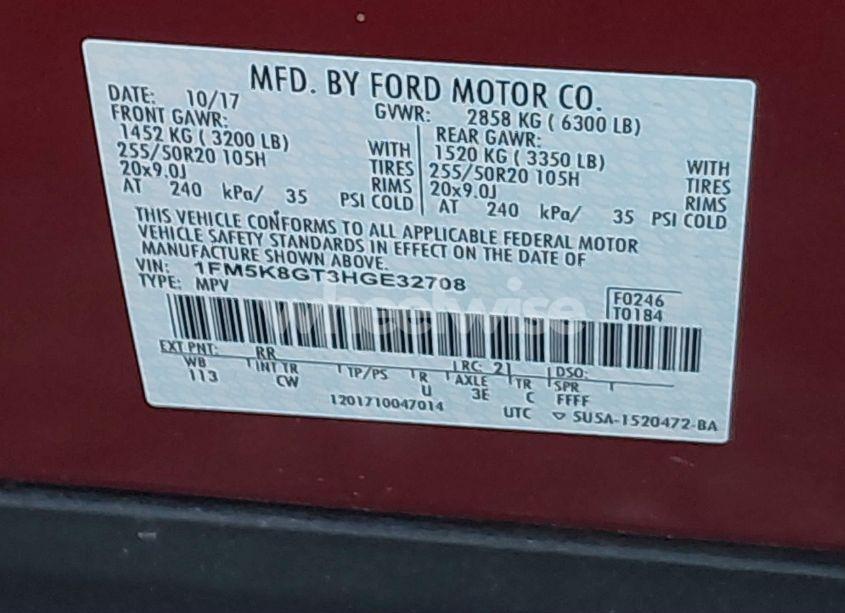 MFD. BY FORD MOTOR CO.
DATE: 10/17 GVWR: 2858 KG ( 6300 LB)
FRONT GAWR: REAR GAWR:
1452 KG ( 3200 LB) WITH 1520 KG ( 3350 LB) WITH
255/50R20 105H TIRES 255/50R20 105H TIRES
20x9.0J RIMS 20x9.0J RIMS
AT 240 kPa/ 35 PSI COLD AT 240 kPa/ 35 PSI COLD
THIS VEHICLE CONFORMS TO ALL APPLICABLE FEDERAL MOTOR
VEHICLE SAFETY STANDARDS IN EFFECT ON THE DATE OF
MANUFACTURE SHOWN ABOVE.
VIN: 1FM5K8GT3HGE32708
TYPE: MPV
F0246
T0184
wheelwise
EXT PNT: RR RC: 21 DSO:
WB INT TR TP/PS R AXLE TR SPR
113 CW U 3E C FFFF
1201710047014 UTC ▽ SUSA-1520472-BA